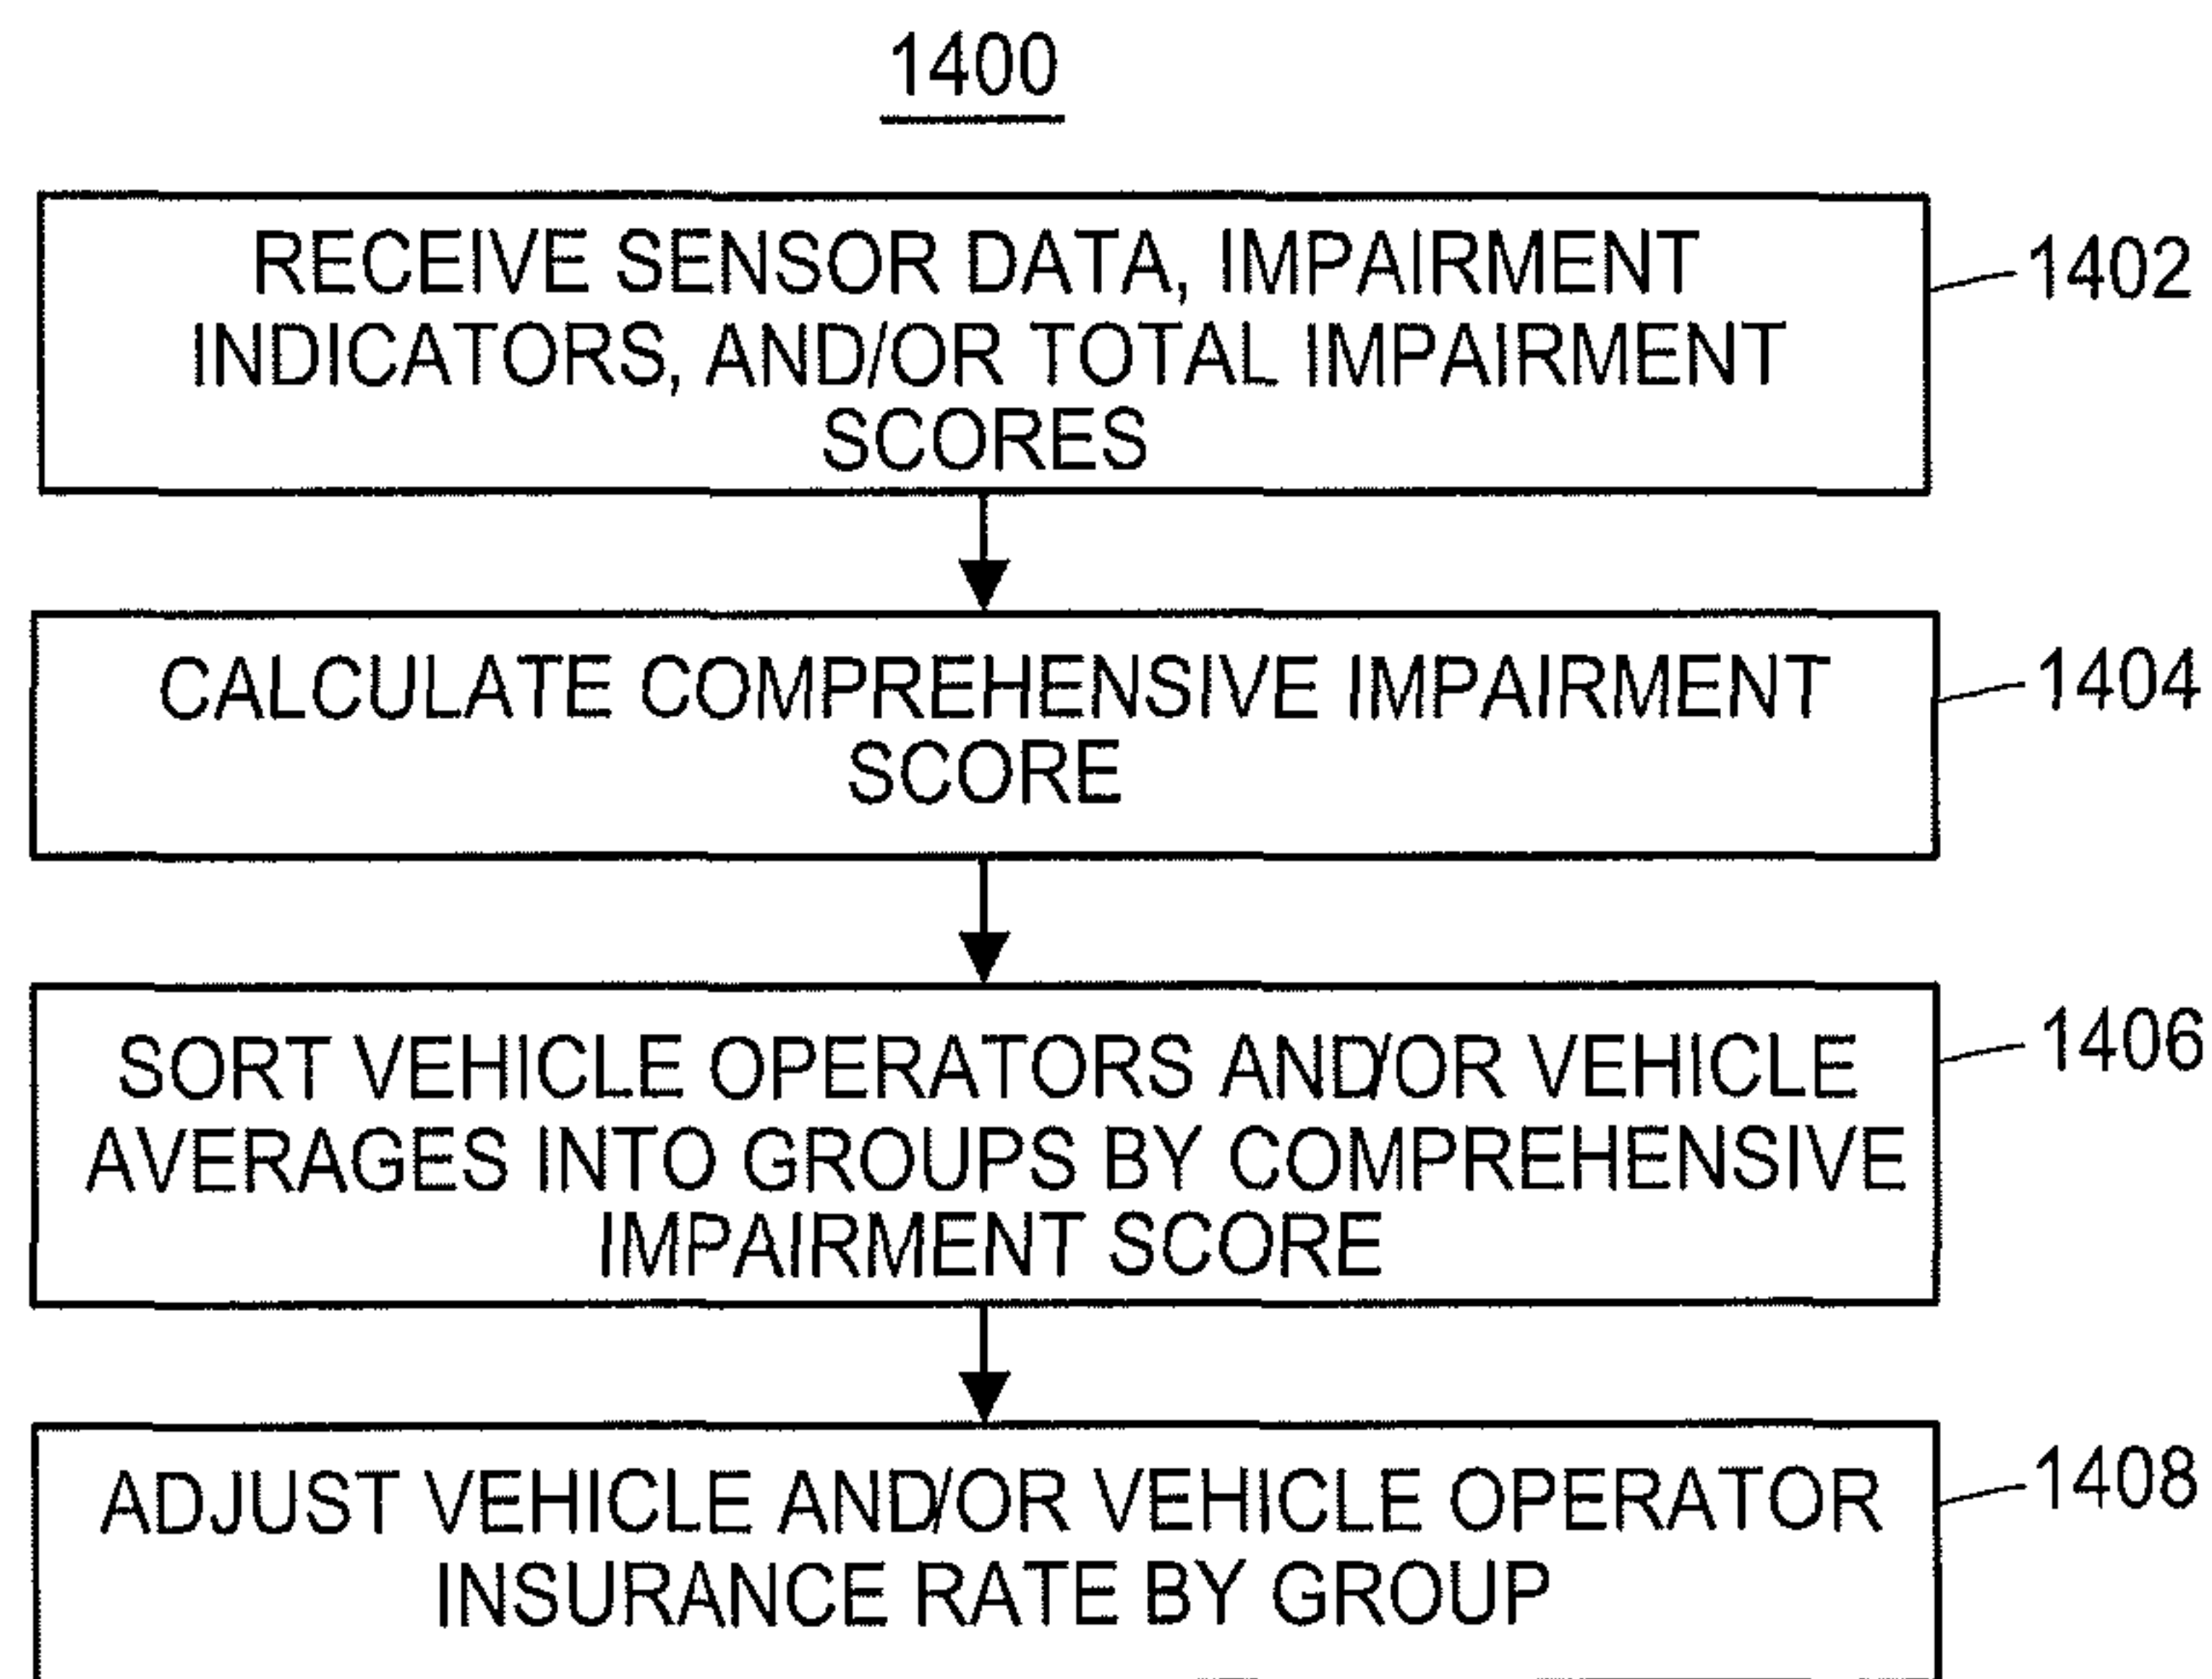 1400
RECEIVE SENSOR DATA, IMPAIRMENT
INDICATORS, AND/OR TOTAL IMPAIRMENT
SCORES
1402
CALCULATE COMPREHENSIVE IMPAIRMENT
SCORE
1404
SORT VEHICLE OPERATORS AND/OR VEHICLE
AVERAGES INTO GROUPS BY COMPREHENSIVE
IMPAIRMENT SCORE
1406
ADJUST VEHICLE AND/OR VEHICLE OPERATOR
INSURANCE RATE BY GROUP
1408